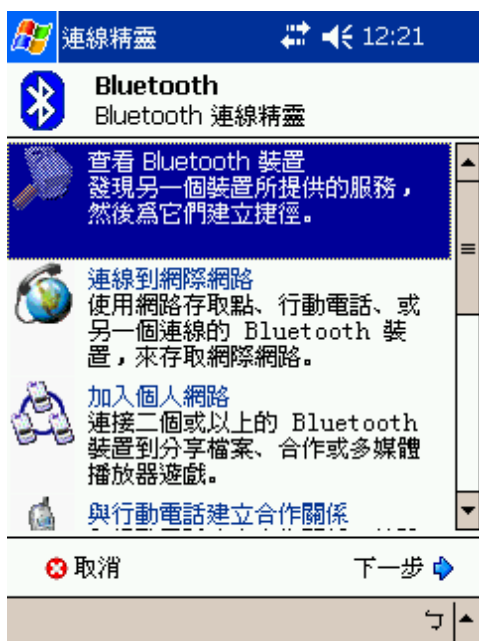 連線精靈 12:21
Bluetooth
Bluetooth 連線精靈
查看 Bluetooth 裝置
發現另一個裝置所提供的服務，
然後為它們建立捷徑。
連線到網際網路
使用網路存取點、行動電話、或
另一個連線的 Bluetooth 裝
置，來存取網際網路。
加入個人網路
連接二個或以上的 Bluetooth
裝置到分享檔案、合作或多媒體
播放器遊戲。
與行動電話建立合作關係
取消 下一步
ㄅ